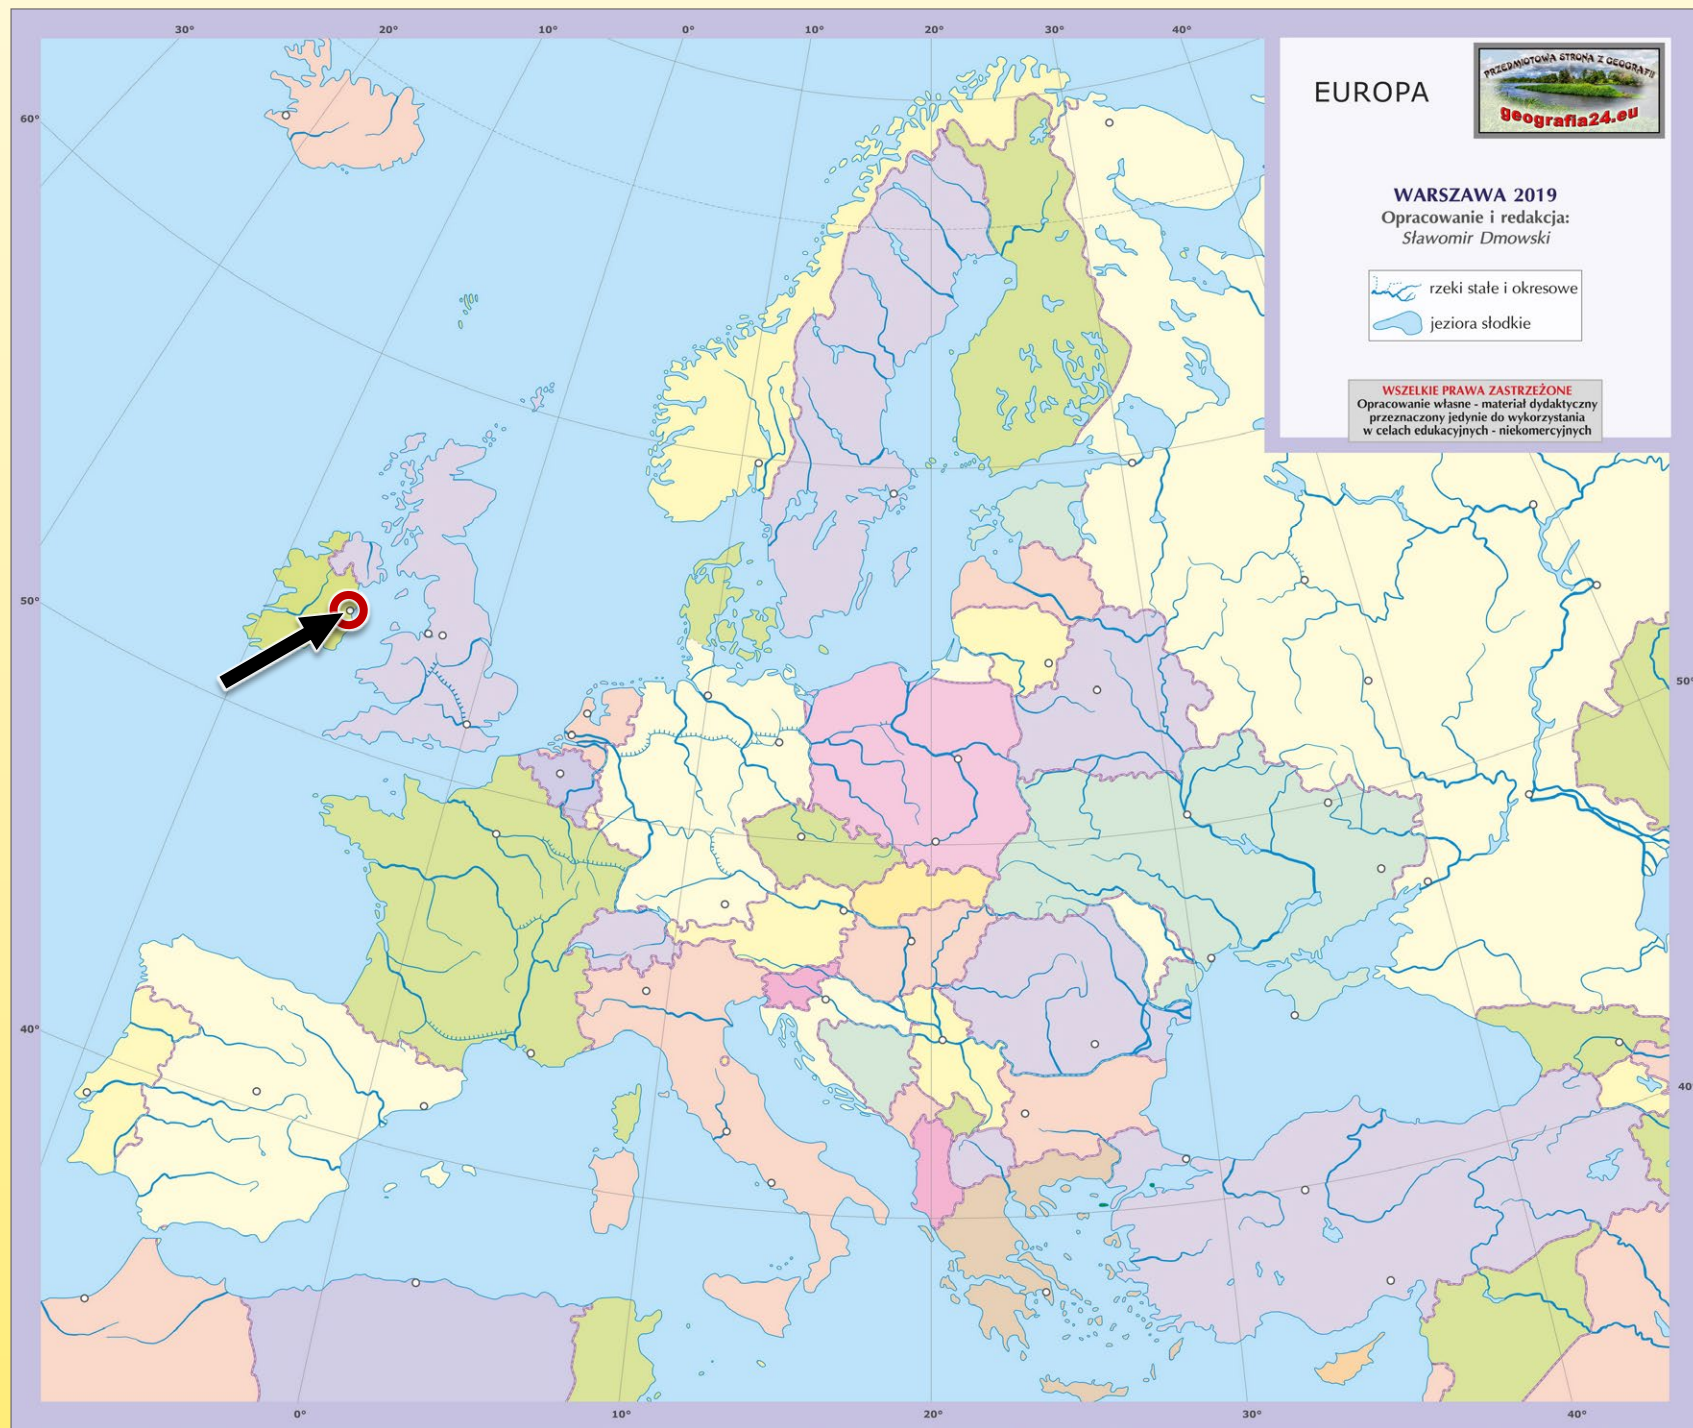 30°
20°
10°
0°
10°
20°
30°
40°
60°
50°
40°
50°
40°
0°
10°
20°
30°
40°
EUROPA
PRZEDMIOTOWA STRONA Z GEOGRAFII
geografia24.eu
WARSZAWA 2019
Opracowanie i redakcja:
Sławomir Dmowski
rzeki stałe i okresowe
jeziora słodkie
WSZELKIE PRAWA ZASTRZEŻONE
Opracowanie własne - materiał dydaktyczny
przeznaczony jedynie do wykorzystania
w celach edukacyjnych - niekomercyjnych